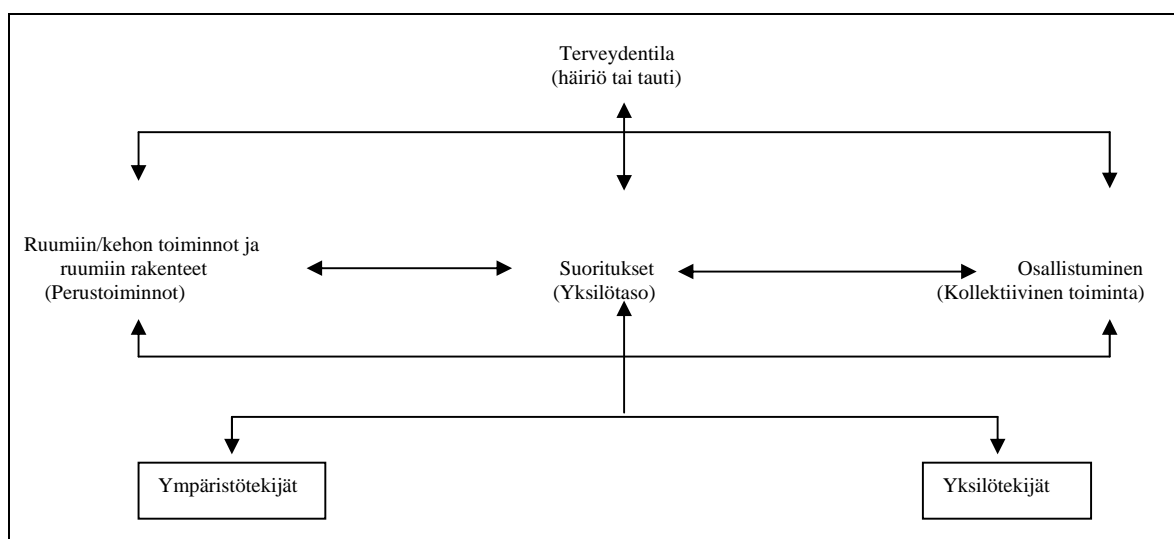 Terveydentila
(häiriö tai tauti)
Ruumiin/kehon toiminnot ja
ruumiin rakenteet
(Perustoiminnot)
Suoritukset
(Yksilötaso)
Osallistuminen
(Kollektiivinen toiminta)
Ympäristötekijät
Yksilötekijät